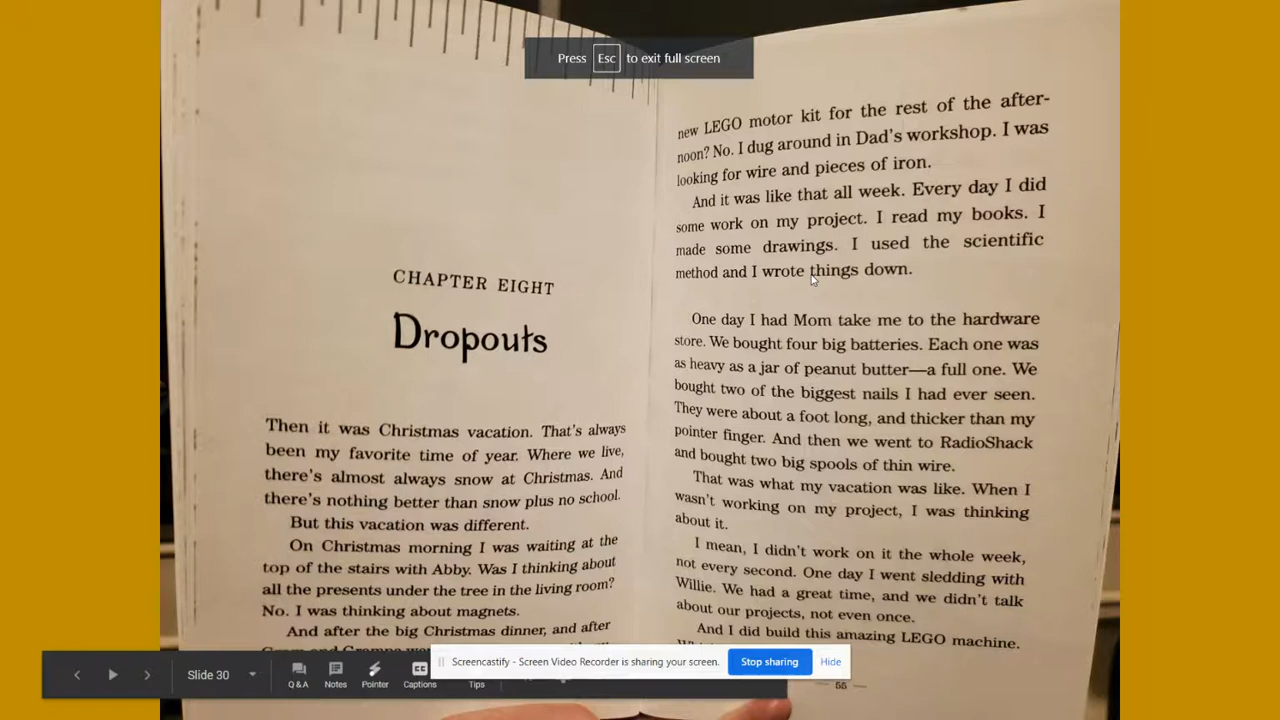 Press Esc to exit full screen
CHAPTER EIGHT
Dropouts
Then it was Christmas vacation. That's always
been my favorite time of year. Where we live,
there's almost always snow at Christmas. And
there's nothing better than snow plus no school.
But this vacation was different.
On Christmas morning I was waiting at the
top of the stairs with Abby. Was I thinking about
all the presents under the tree in the living room?
No. I was thinking about magnets.
And after the big Christmas dinner, and after
new LEGO motor kit for the rest of the after-
noon? No. I dug around in Dad's workshop. I was
looking for wire and pieces of iron.
And it was like that all week. Every day I did
some work on my project. I read my books. I
made some drawings. I used the scientific
method and I wrote things down.
One day I had Mom take me to the hardware
store. We bought four big batteries. Each one was
as heavy as a jar of peanut butter—a full one. We
bought two of the biggest nails I had ever seen.
They were about a foot long, and thicker than my
pointer finger. And then we went to RadioShack
and bought two big spools of thin wire.
That was what my vacation was like. When I
wasn't working on my project, I was thinking
about it.
I mean, I didn't work on it the whole week,
not every second. One day I went sledding with
Willie. We had a great time, and we didn't talk
about our projects, not even once.
And I did build this amazing LEGO machine.
55
Slide 30
Q & A
Notes
Pointer
Captions
Tips
Screencastify - Screen Video Recorder is sharing your screen.
Stop sharing
Hide